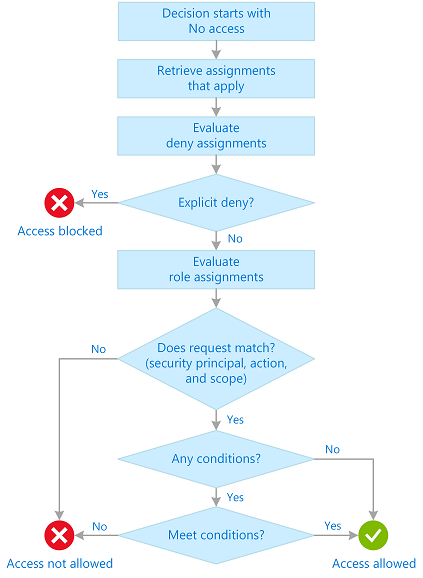 Decision starts with
No access
Retrieve assignments
that apply
Evaluate
deny assignments
Explicit deny?
Yes
Access blocked
No
Evaluate
role assignments
Does request match?
(security principal, action,
and scope)
No
Yes
Any conditions?
No
Yes
Meet conditions?
No
Yes
Access not allowed
Access allowed